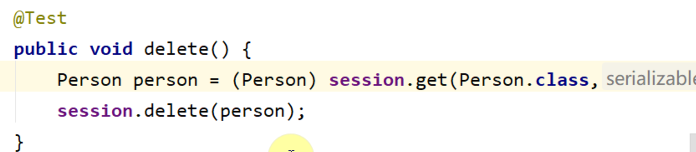 @Test
public void delete() {
Person person = (Person) session.get(Person.class, serializable
session.delete(person);
}